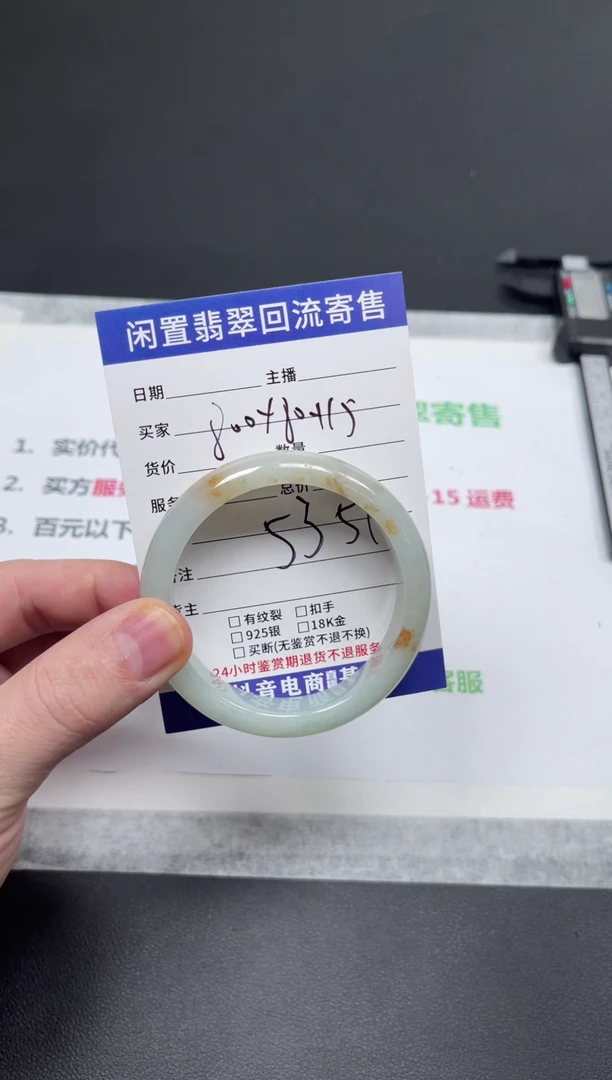 闲置翡翠回流寄售
日期 主播
买家
货价 数量
服务 总价
535
注
货主
□有纹裂 □扣手
□925银 □18K金
□买断(无鉴赏不退不换)
24小时鉴赏期退货不退服务
抖音电商
翠寄售
1. 实价代
2. 买方服务
15 运费
3. 百元以下
客服